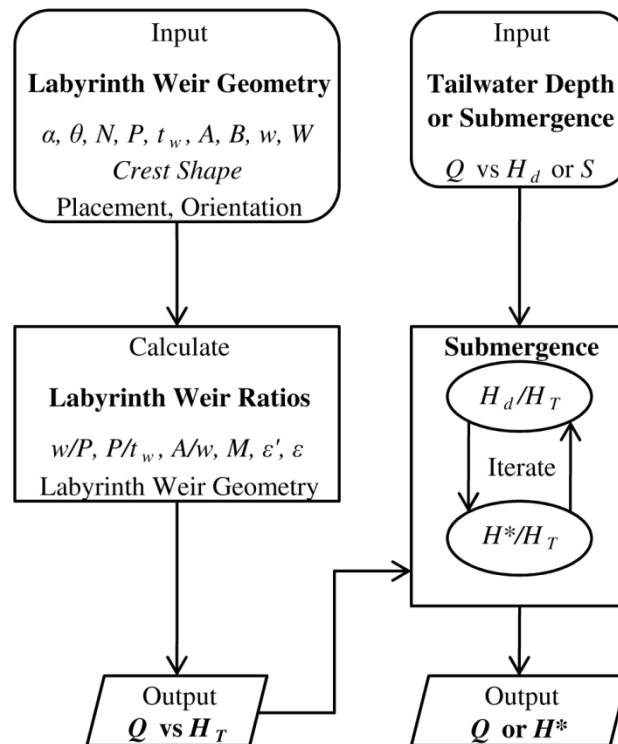 Input
Labyrinth Weir Geometry
α, θ, N, P, t_w, A, B, w, W
Crest Shape
Placement, Orientation
Calculate
Labyrinth Weir Ratios
w/P, P/t_w, A/w, M, ε', ε
Labyrinth Weir Geometry
Output
Q vs H_T
Input
Tailwater Depth
or Submergence
Q vs H_d or S
Submergence
H_d/H_T
Iterate
H*/H_T
Output
Q or H*